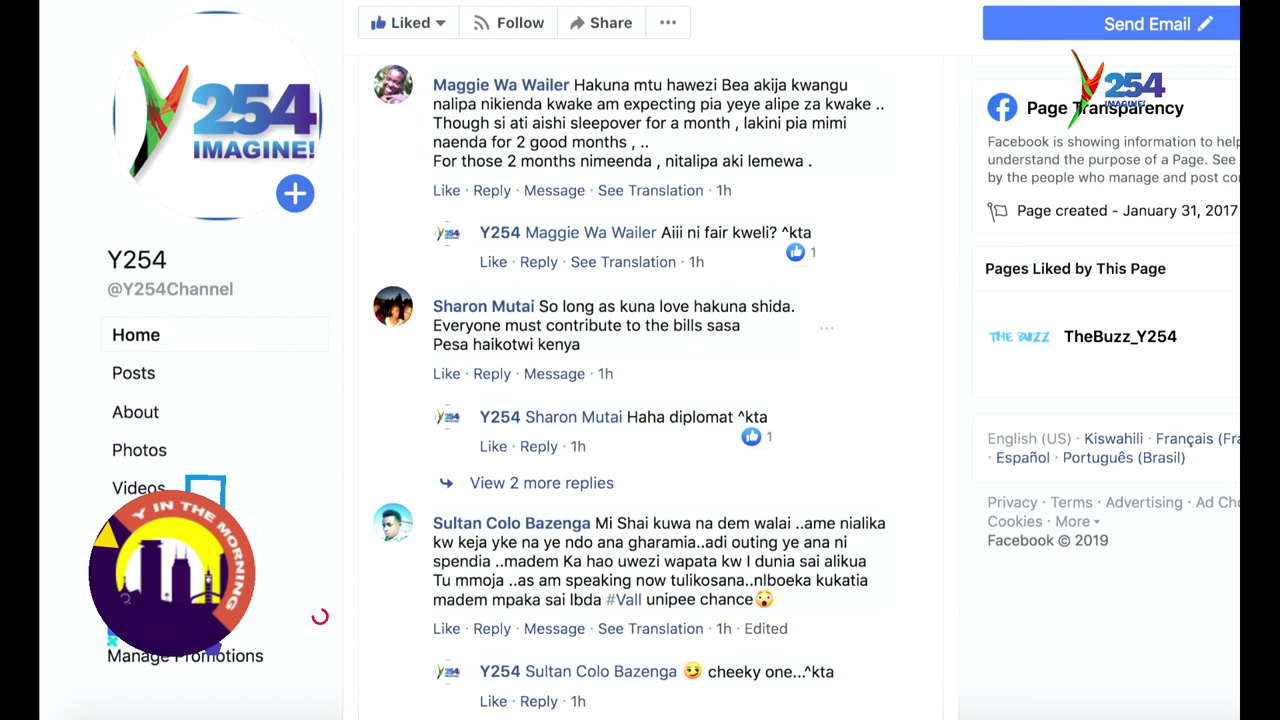 Liked
Follow
Share
Send Email
Y254
IMAGINE!
Y254
@Y254Channel
Home
Posts
About
Photos
Videos
Y IN THE MORNING
Manage Promotions
Maggie Wa Wailer Hakuna mtu hawezi Bea akija kwangu
nalipa nikienda kwake am expecting pia yeye alipe za kwake ..
Though si ati aishi sleepover for a month , lakini pia mimi
naenda for 2 good months , ..
For those 2 months nimeenda , nitalipa aki lemewa .
Like · Reply · Message · See Translation · 1h
Y254 Y254 Maggie Wa Wailer Aiii ni fair kweli? ^kta
1
Like · Reply · See Translation · 1h
Sharon Mutai So long as kuna love hakuna shida.
Everyone must contribute to the bills sasa
Pesa haikotwi kenya
Like · Reply · Message · 1h
Y254 Y254 Sharon Mutai Haha diplomat ^kta
1
Like · Reply · 1h
View 2 more replies
Sultan Colo Bazenga Mi Shai kuwa na dem walai ..ame nialika
kw keja yke na ye ndo ana gharamia..adi outing ye ana ni
spendia ..madem Ka hao uwezi wapata kw I dunia sai alikua
Tu mmoja ..as am speaking now tulikosana..nlboeka kukatia
madem mpaka sai lbda #Vall unipee chance😲
Like · Reply · Message · See Translation · 1h · Edited
Y254 Y254 Sultan Colo Bazenga 😏 cheeky one...^kta
Like · Reply · 1h
Y254
IMAGINE!
Page Transparency
Facebook is showing information to help
understand the purpose of a Page. See
by the people who manage and post
Page created - January 31, 2017
Pages Liked by This Page
THE BUZZ TheBuzz_Y254
English (US) · Kiswahili · Français (Fra
· Español · Português (Brasil)
Privacy · Terms · Advertising · Ad
Cookies · More
Facebook © 2019